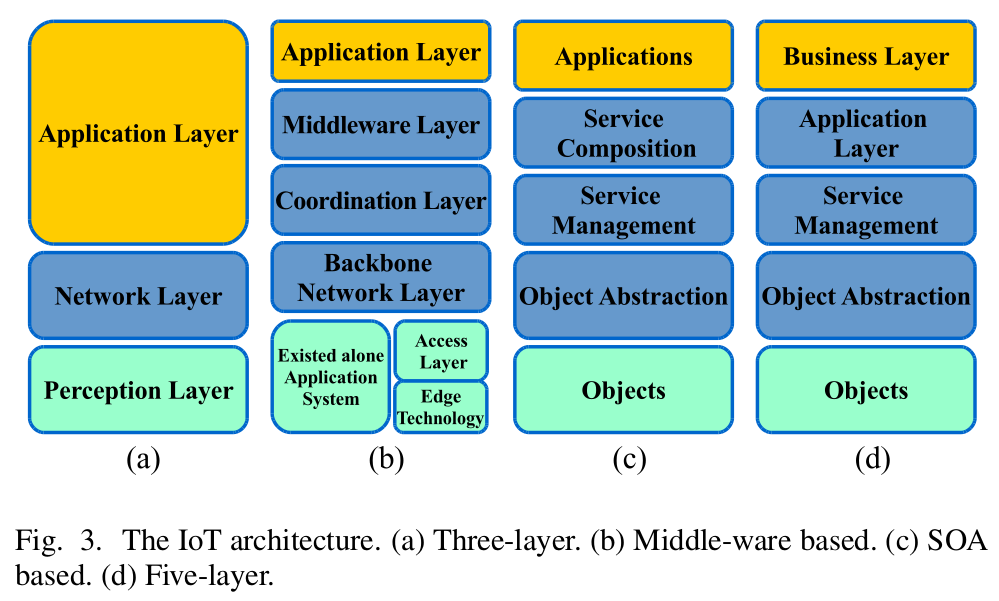 Application Layer
Network Layer
Perception Layer
(a)
Application Layer
Middleware Layer
Coordination Layer
Backbone
Network Layer
Existed alone
Application
System
Access
Layer
Edge
Technology
(b)
Applications
Service
Composition
Service
Management
Object Abstraction
Objects
(c)
Business Layer
Application
Layer
Service
Management
Object Abstraction
Objects
(d)
Fig. 3. The IoT architecture. (a) Three-layer. (b) Middle-ware based. (c) SOA
based. (d) Five-layer.